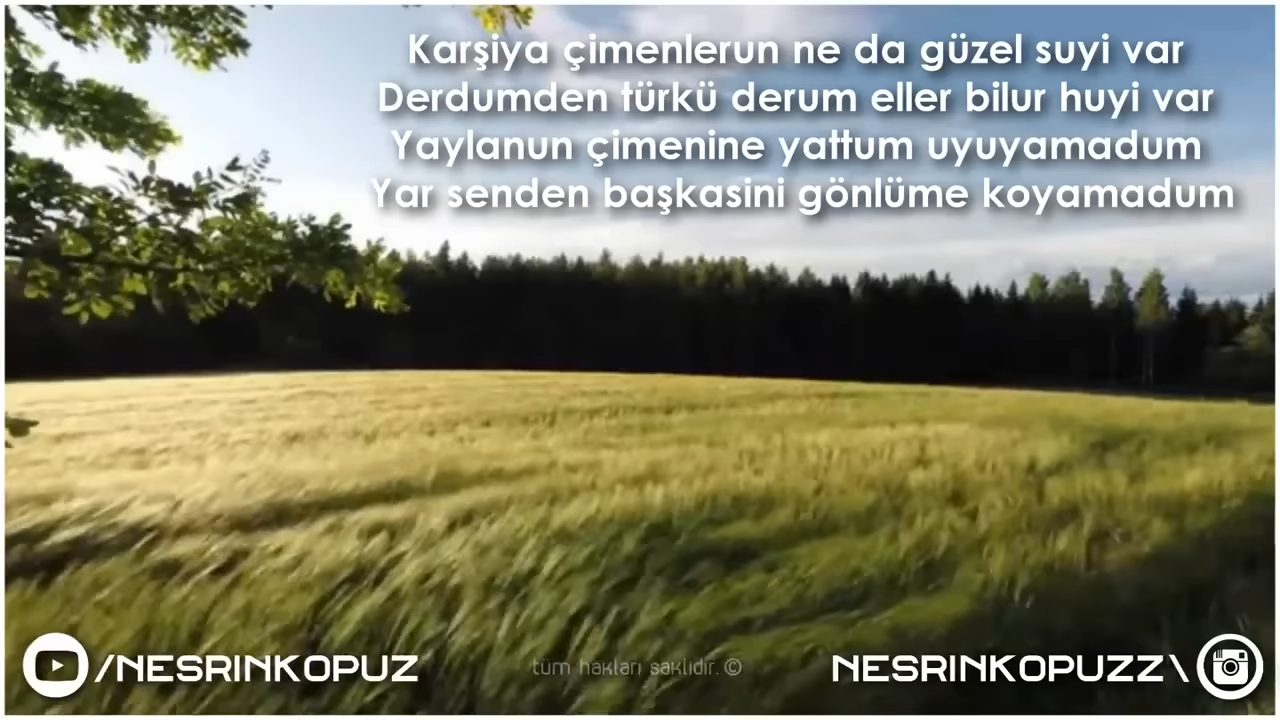 Karşiya çimenlerun ne da güzel suyi var
Derdumden türkü derum eller bilur huyi var
Yaylanun çimenine yattum uyuyamadum
Yar senden başkasini gönlüme koyamadum
/NESRINKOPUZ
tüm hakları saklıdır. ©
NESRINKOPUZZ\